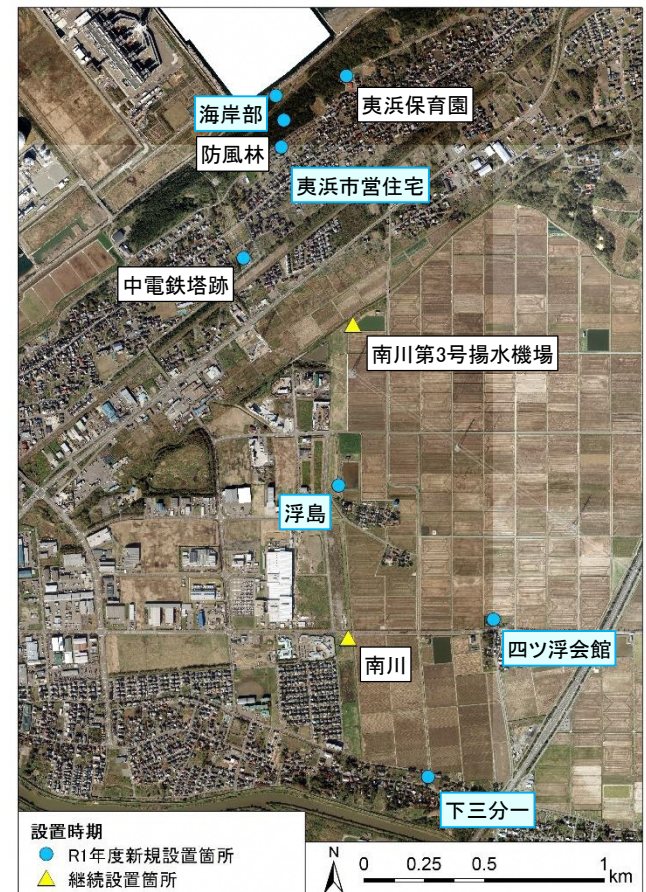 海岸部
夷浜保育園
防風林
夷浜市営住宅
中電鉄塔跡
南川第3号揚水機場
浮島
四ツ浮会館
南川
下三分一
設置時期
R1年度新規設置箇所
継続設置箇所
N
0 0.25 0.5 1
km